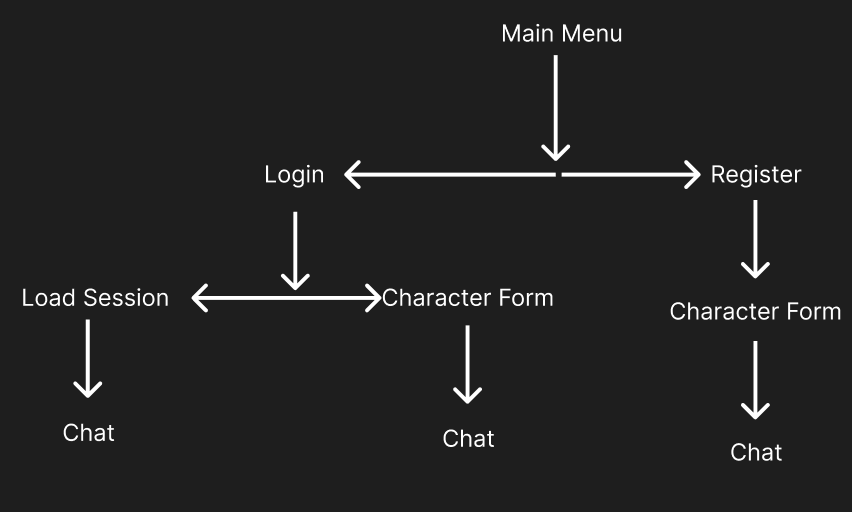 Main Menu
Login
Register
Load Session
Character Form
Character Form
Chat
Chat
Chat